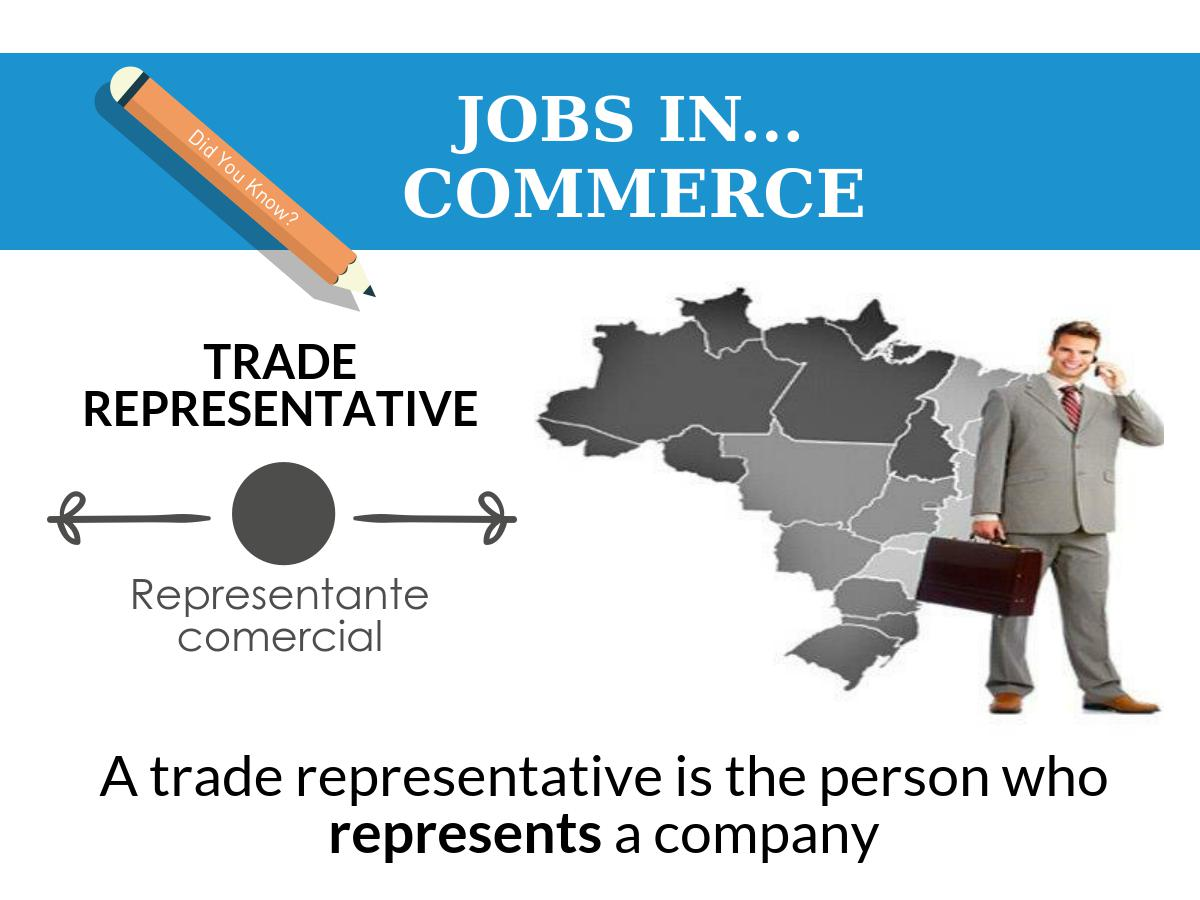 JOBS IN...
COMMERCE
Did You Know?
TRADE
REPRESENTATIVE
Representante
comercial
A trade representative is the person who
represents a company